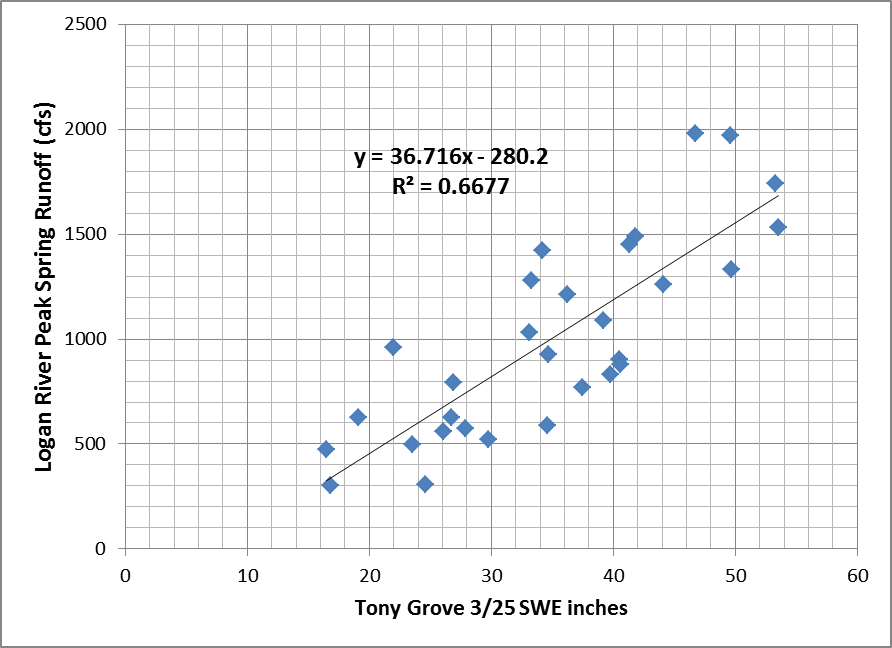 2500
2000
1500
1000
500
0
Logan River Peak Spring Runoff (cfs)
y = 36.716x - 280.2
R² = 0.6677
0 10 20 30 40 50 60
Tony Grove 3/25 SWE inches